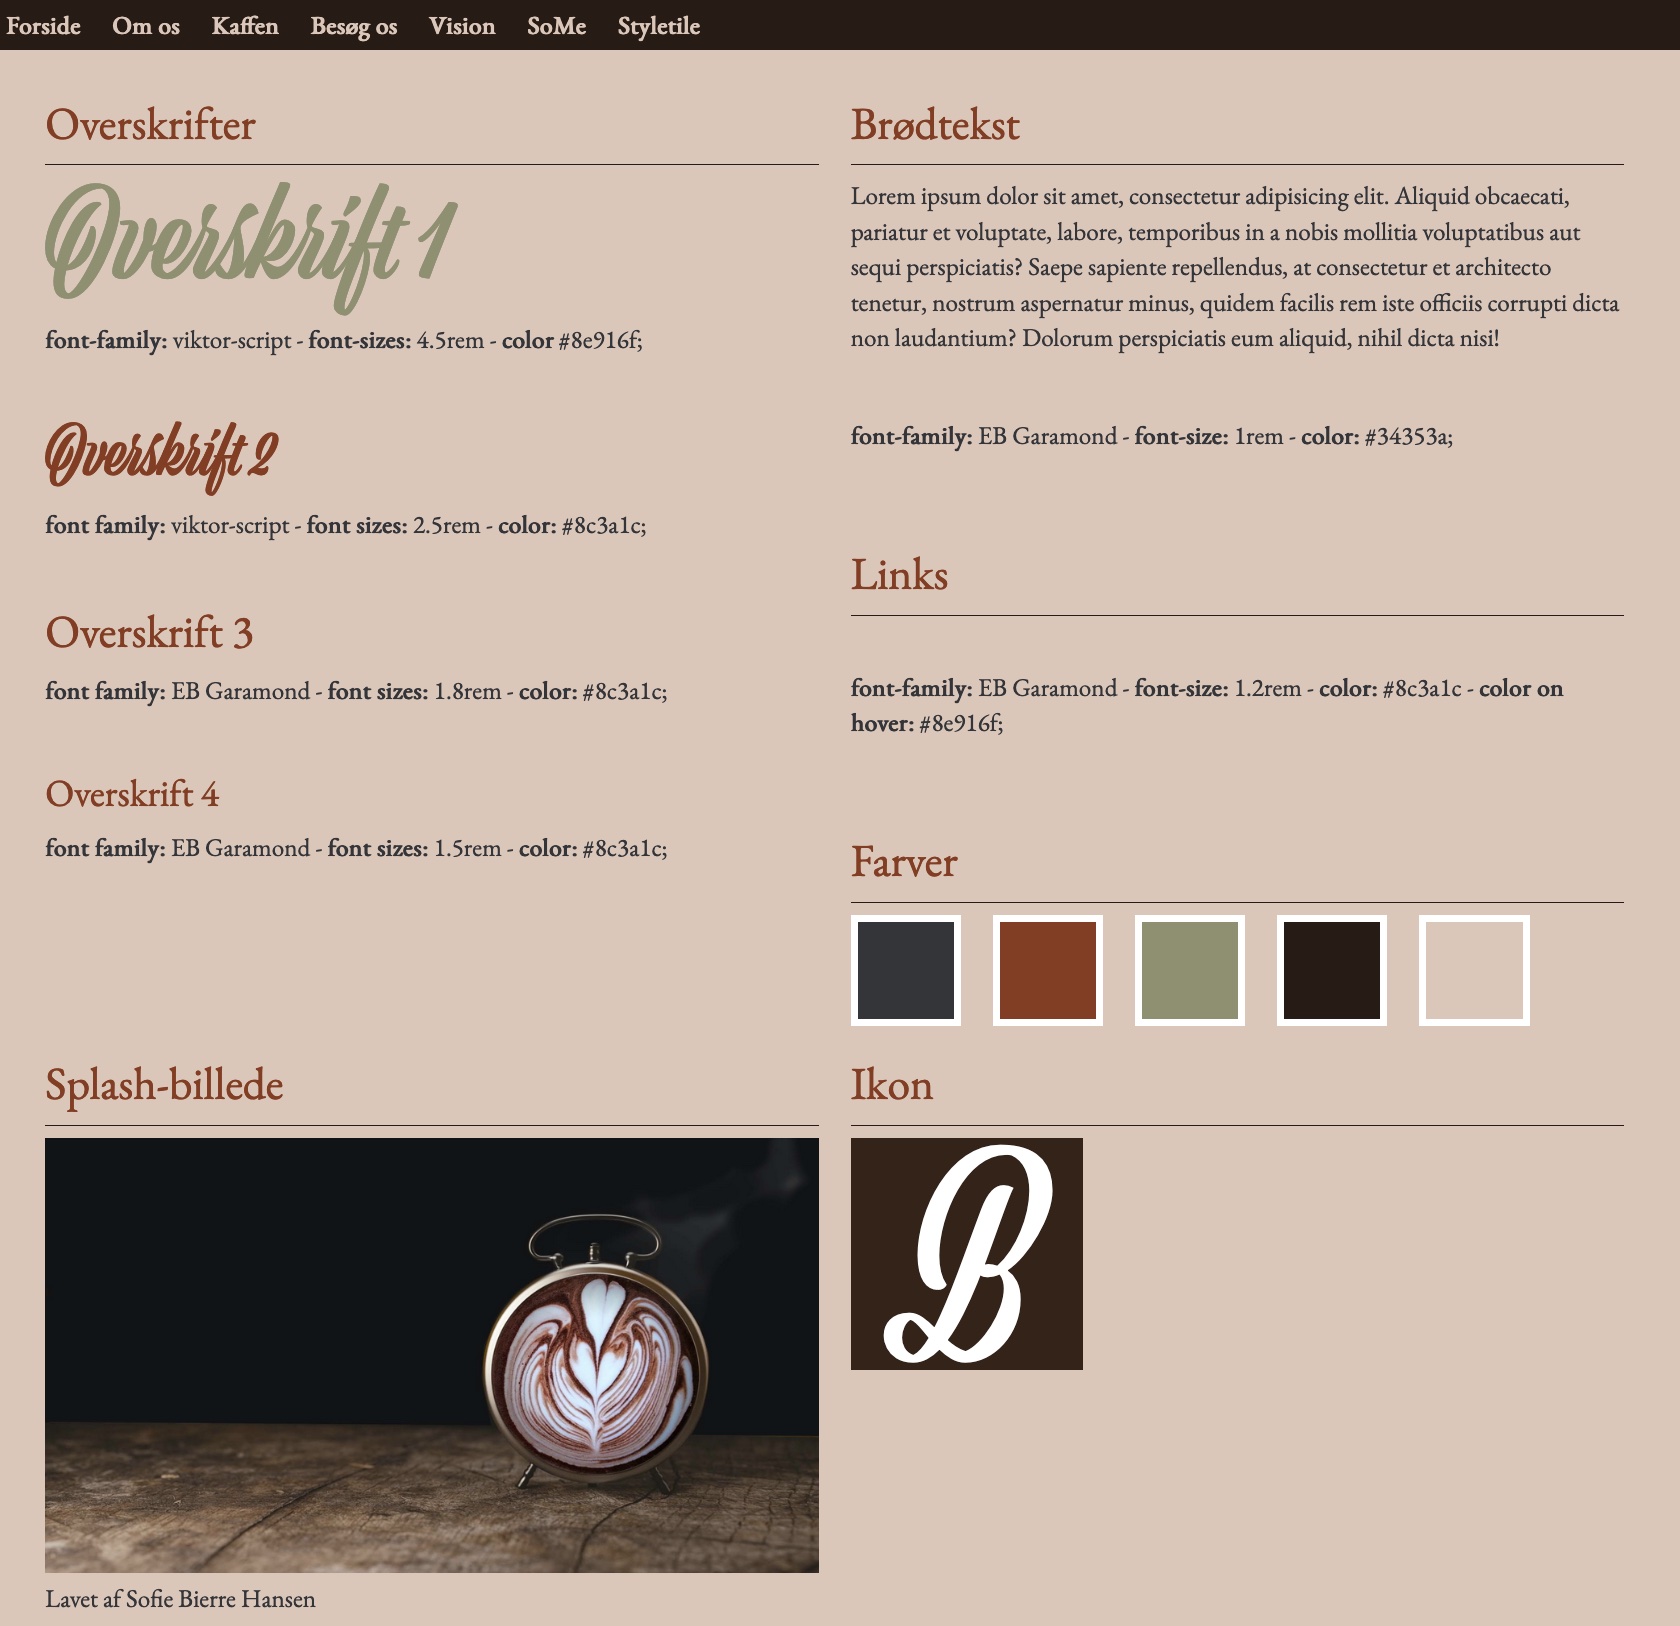 Forside Om os Kaffen Besøg os Vision SoMe Styletile
Overskrifter
Overskrift 1
font-family: viktor-script - font-sizes: 4.5rem - color #8e916f;
Overskrift 2
font family: viktor-script - font sizes: 2.5rem - color: #8c3a1c;
Overskrift 3
font family: EB Garamond - font sizes: 1.8rem - color: #8c3a1c;
Overskrift 4
font family: EB Garamond - font sizes: 1.5rem - color: #8c3a1c;
Brødtekst
Lorem ipsum dolor sit amet, consectetur adipisicing elit. Aliquid obcaecati,
pariatur et voluptate, labore, temporibus in a nobis mollitia voluptatibus aut
sequi perspiciatis? Saepe sapiente repellendus, at consectetur et architecto
tenetur, nostrum aspernatur minus, quidem facilis rem iste officiis corrupti dicta
non laudantium? Dolorum perspiciatis eum aliquid, nihil dicta nisi!
font-family: EB Garamond - font-size: 1rem - color: #34353a;
Links
font-family: EB Garamond - font-size: 1.2rem - color: #8c3a1c - color on
hover: #8e916f;
Farver
Splash-billede
Lavet af Sofie Bierre Hansen
Ikon
B